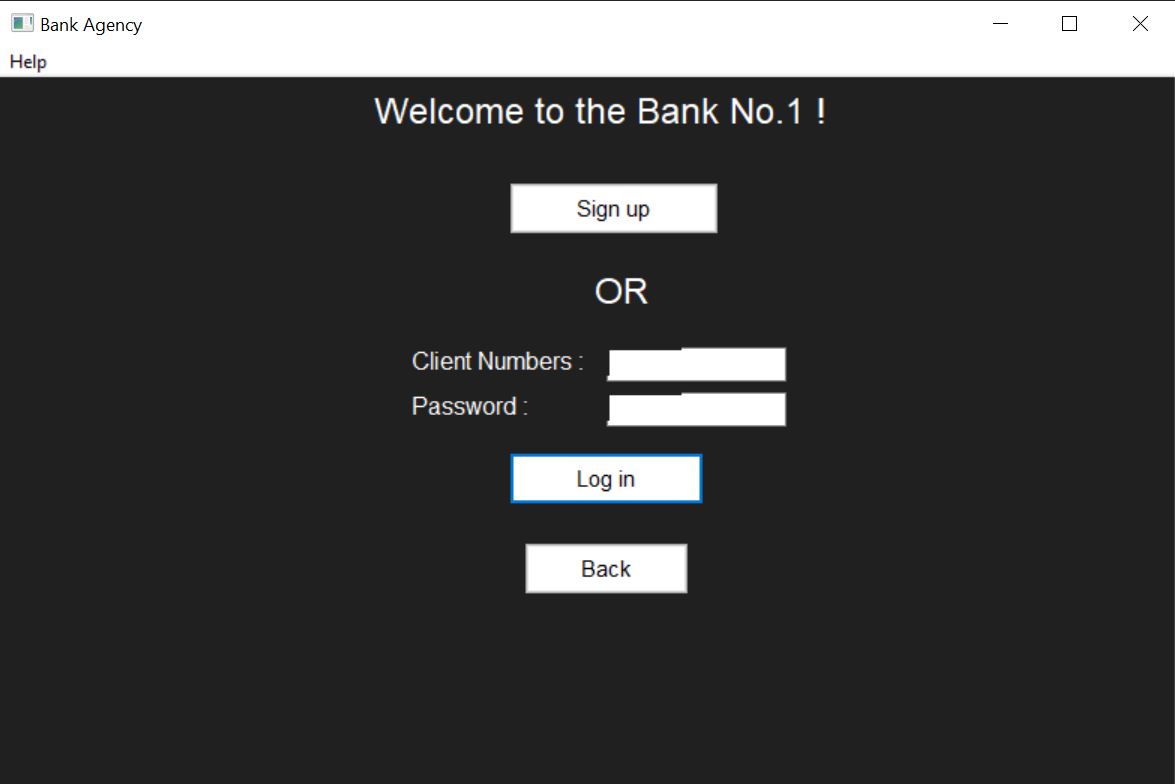 Bank Agency
Help
Welcome to the Bank No.1 !
Sign up
OR
Client Numbers :
Password :
Log in
Back